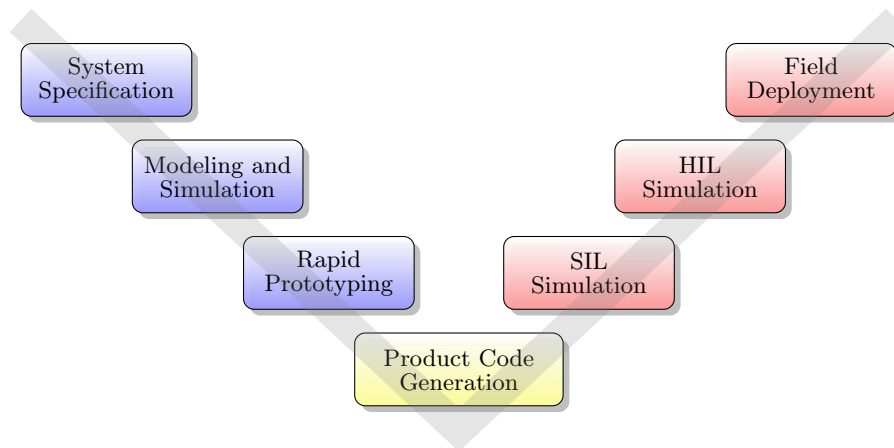 System
Specification
Field
Deployment
Modeling and
Simulation
HIL
Simulation
Rapid
Prototyping
SIL
Simulation
Product Code
Generation